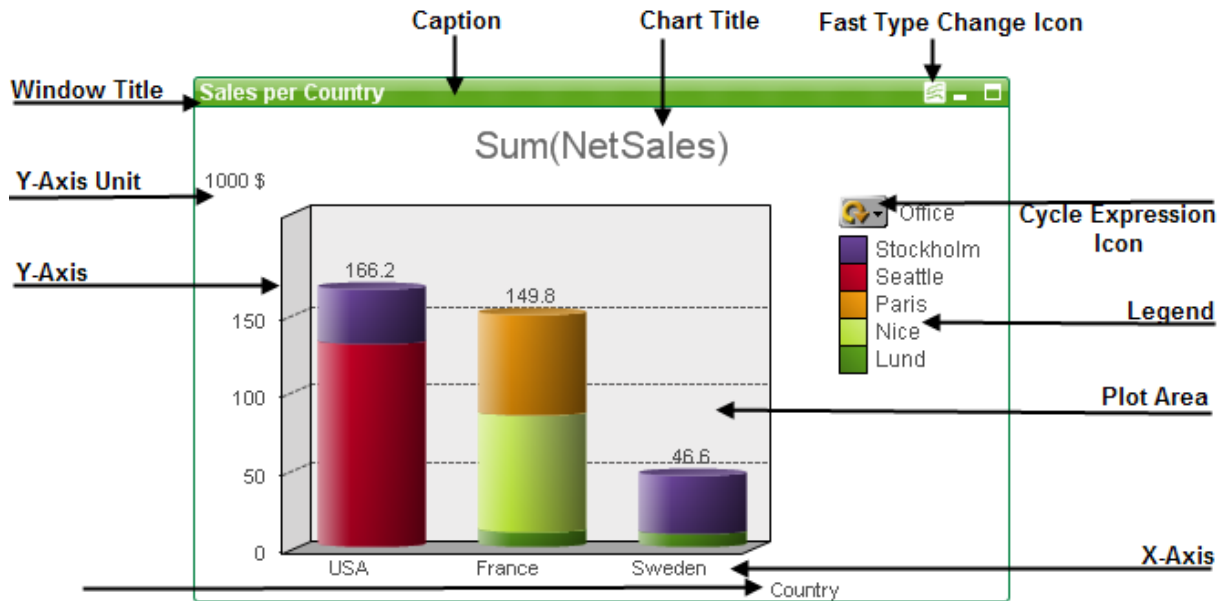 Caption
Chart Title
Fast Type Change Icon
Window Title
Sales per Country
Sum(NetSales)
Y-Axis Unit
1000 $
Office
Cycle Expression
Icon
Stockholm
Seattle
Paris
Nice
Lund
Legend
Y-Axis
166.2
149.8
46.6
150
100
50
0
Plot Area
USA
France
Sweden
X-Axis
Country